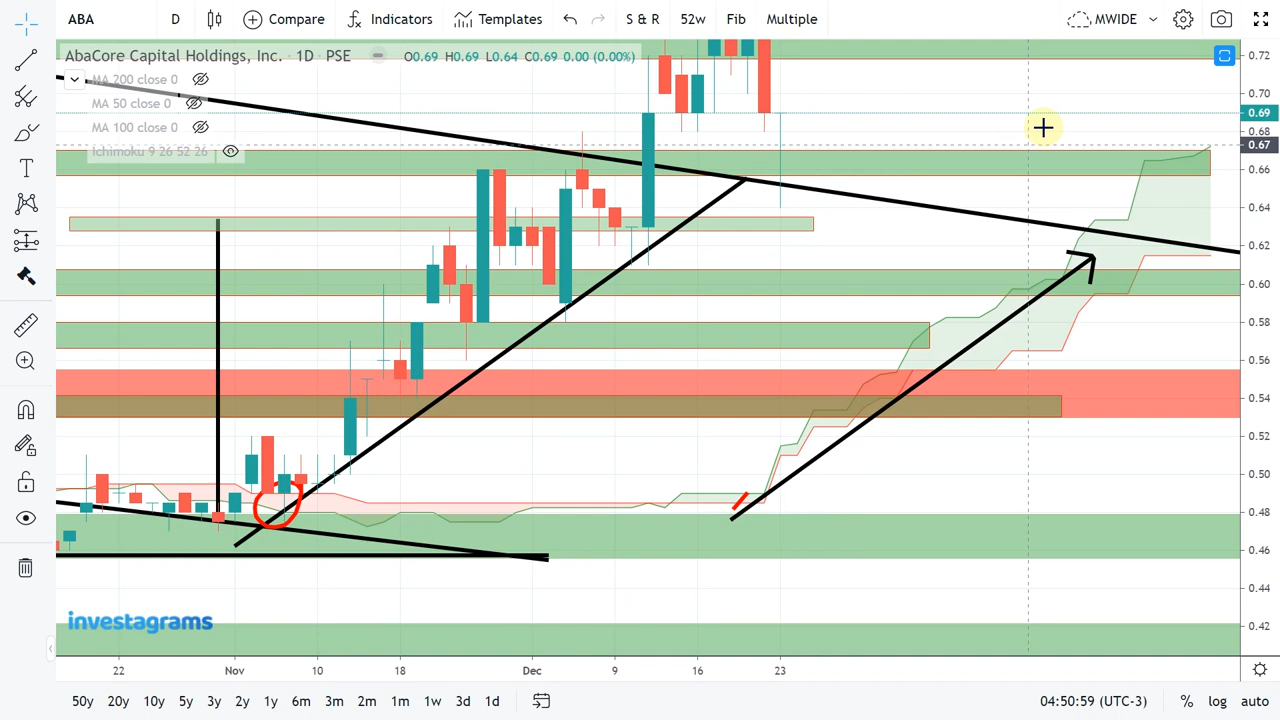 ABA D Compare Indicators Templates S & R 52w Fib Multiple MWIDE
AbaCore Capital Holdings, Inc. · 1D · PSE O0.69 H0.69 L0.64 C0.69 0.00 (0.00%)
MA 200 close 0
MA 50 close 0
MA 100 close 0
Ichimoku 9 26 52 26
0.72
0.70
0.69
0.68
0.67
0.66
0.64
0.62
0.60
0.58
0.56
0.54
0.52
0.50
0.48
0.46
0.44
0.42
investagrams
22 Nov 10 18 Dec 9 16 23
50y 20y 10y 5y 3y 2y 1y 6m 3m 2m 1m 1w 3d 1d 04:50:59 (UTC-3) % log auto